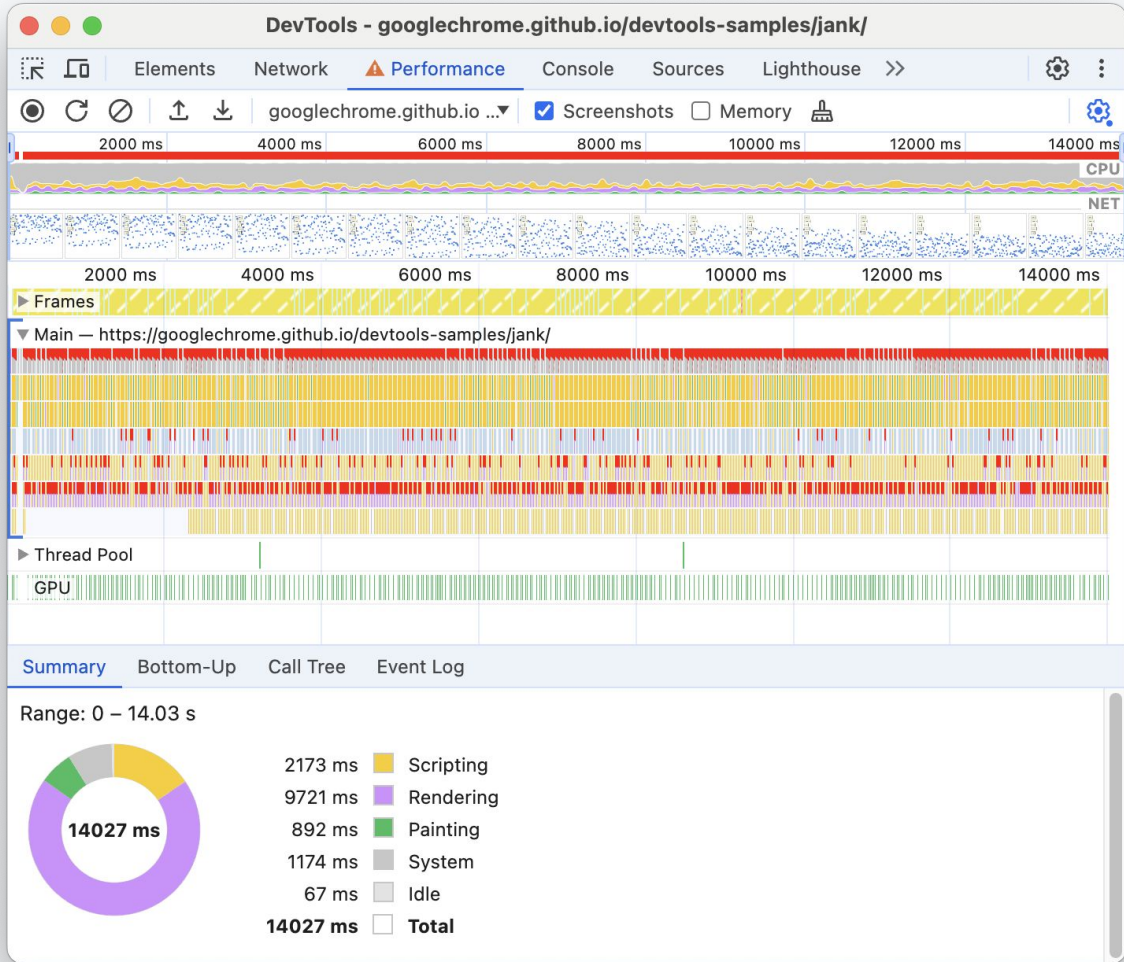 DevTools - googlechrome.github.io/devtools-samples/jank/
Elements Network Performance Console Sources Lighthouse >>
googlechrome.github.io ...▼ Screenshots Memory
2000 ms 4000 ms 6000 ms 8000 ms 10000 ms 12000 ms 14000 ms
CPU
NET
2000 ms 4000 ms 6000 ms 8000 ms 10000 ms 12000 ms 14000 ms
Frames
Main — https://googlechrome.github.io/devtools-samples/jank/
Thread Pool
GPU
Summary Bottom-Up Call Tree Event Log
Range: 0 – 14.03 s
14027 ms
2173 ms Scripting
9721 ms Rendering
892 ms Painting
1174 ms System
67 ms Idle
14027 ms Total